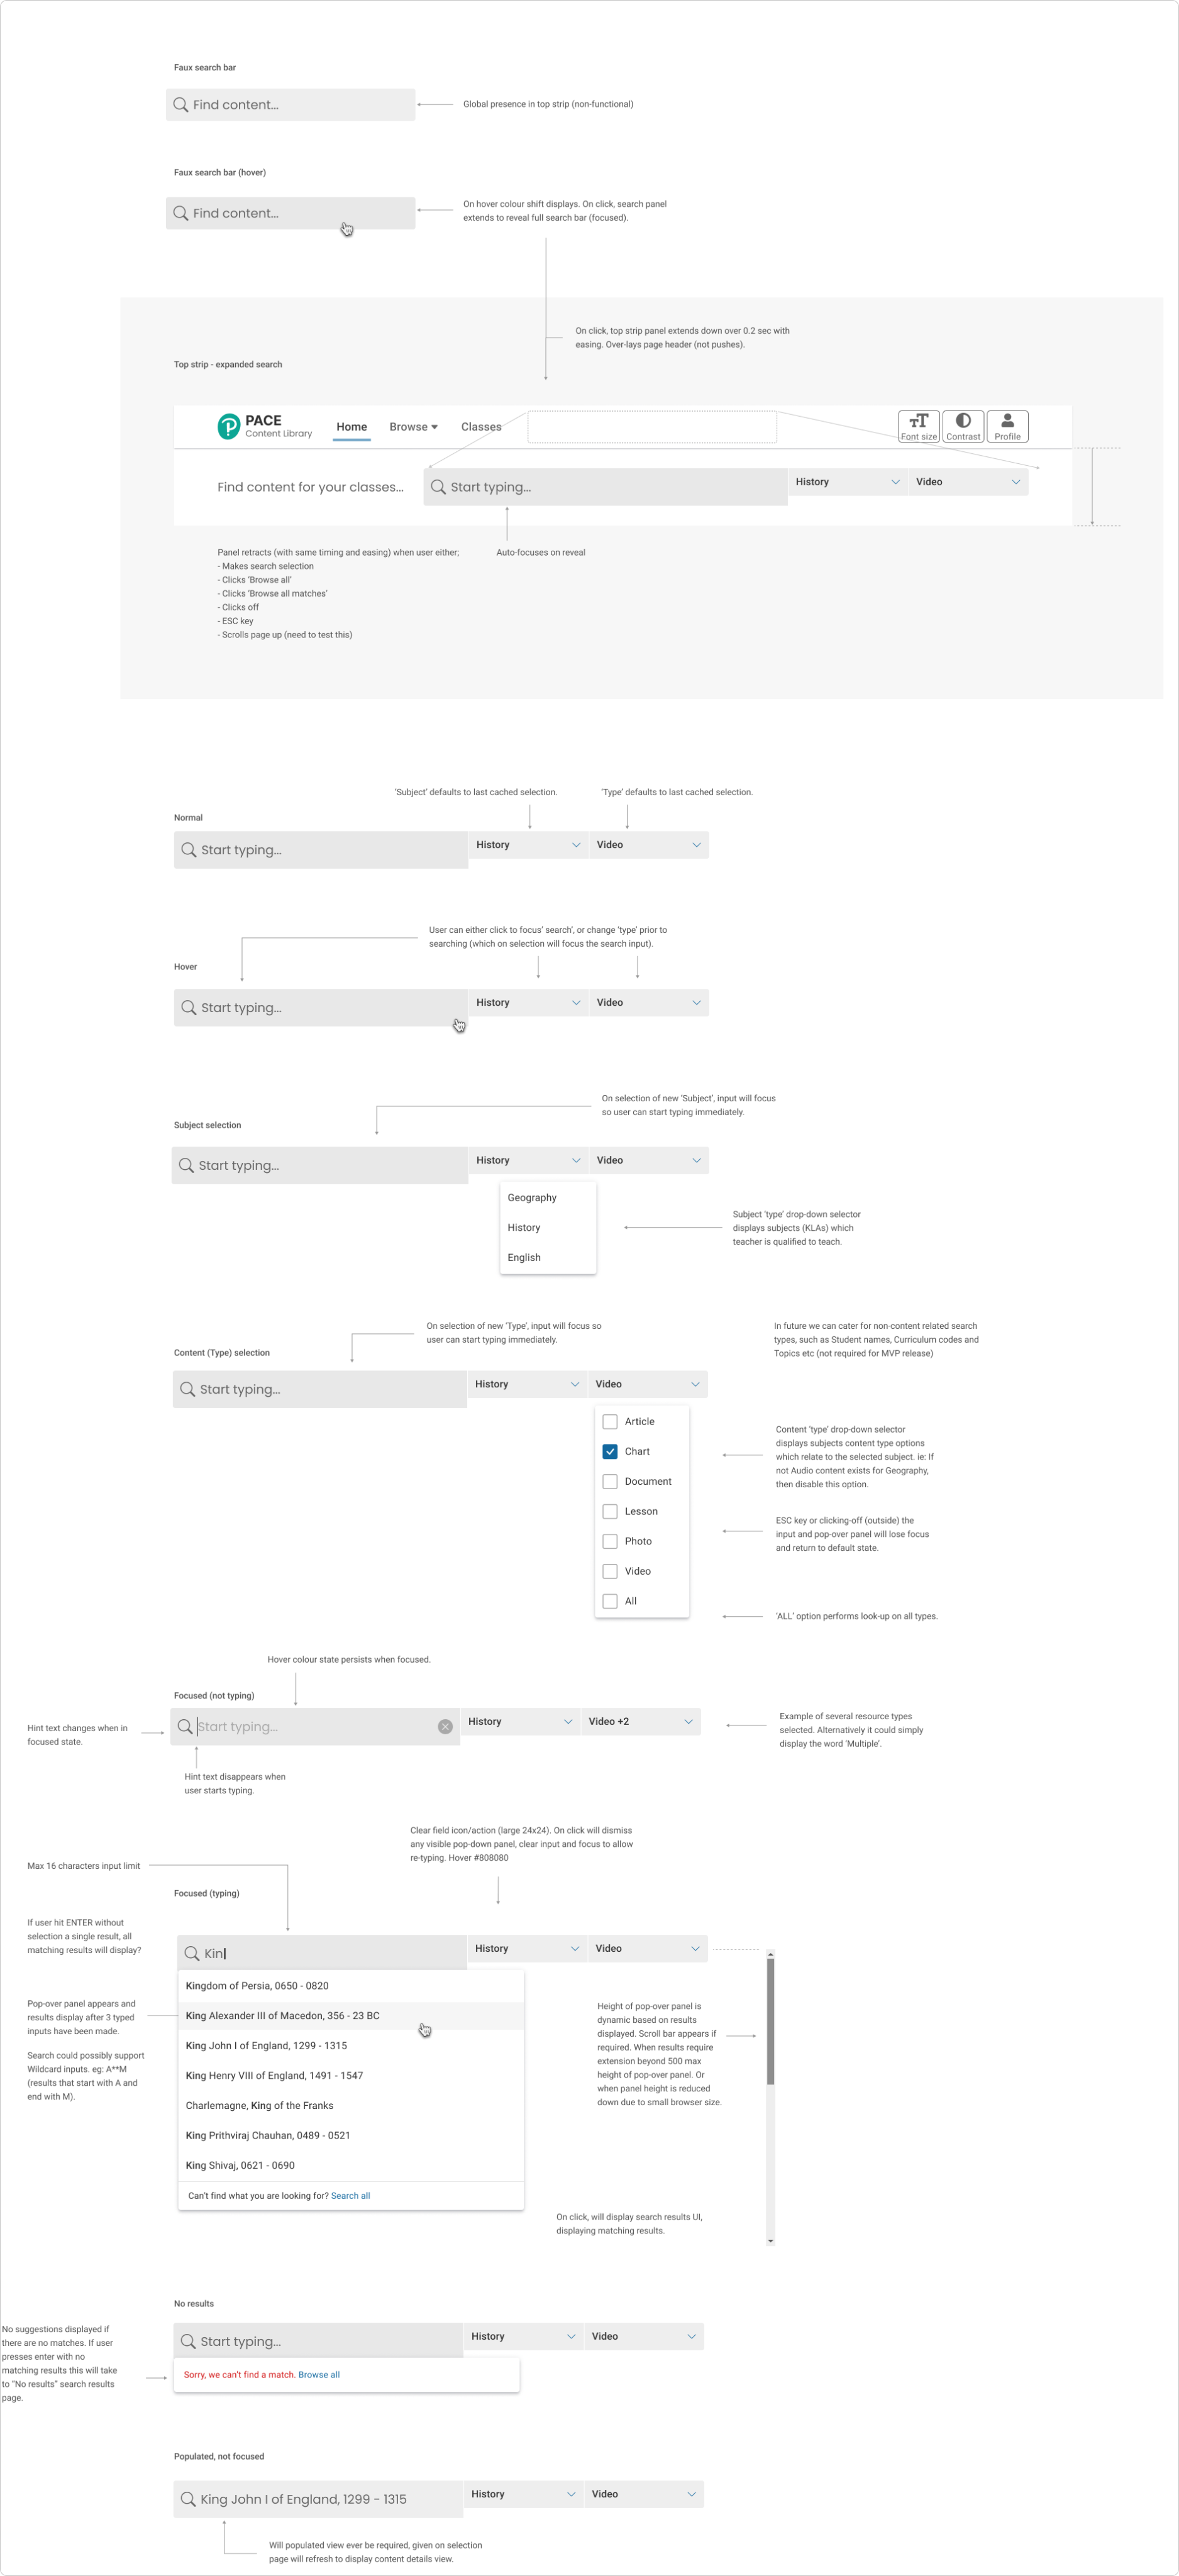 Faux search bar
Find content...
Global presence in top strip (non-functional)
Faux search bar (hover)
Find content...
On hover colour shift displays. On click, search panel
extends to reveal full search bar (focused).
On click, top strip panel extends down over 0.2 sec with
easing. Over-lays page header (not pushes).
Top strip - expanded search
PACE
Content Library
Home
Browse
Classes
Font size
Contrast
Profile
Find content for your classes...
Start typing...
History
Video
Panel retracts (with same timing and easing) when user either;
- Makes search selection
- Clicks 'Browse all'
- Clicks 'Browse all matches'
- Clicks off
- ESC key
- Scrolls page up (need to test this)
Auto-focuses on reveal
'Subject' defaults to last cached selection.
'Type' defaults to last cached selection.
Normal
Start typing...
History
Video
User can either click to focus' search', or change 'type' prior to
searching (which on selection will focus the search input).
Hover
Start typing...
History
Video
On selection of new 'Subject', input will focus
so user can start typing immediately.
Subject selection
Start typing...
History
Video
Geography
History
English
Subject 'type' drop-down selector
displays subjects (KLAs) which
teacher is qualified to teach.
On selection of new 'Type', input will focus so
user can start typing immediately.
In future we can cater for non-content related search
types, such as Student names, Curriculum codes and
Topics etc (not required for MVP release)
Content (Type) selection
Start typing...
History
Video
Article
Chart
Document
Lesson
Photo
Video
All
Content 'type' drop-down selector
displays subjects content type options
which relate to the selected subject. ie: If
not Audio content exists for Geography,
then disable this option.
ESC key or clicking-off (outside) the
input and pop-over panel will lose focus
and return to default state.
'ALL' option performs look-up on all types.
Hover colour state persists when focused.
Focused (not typing)
Hint text changes when in
focused state.
Start typing...
History
Video +2
Example of several resource types
selected. Alternatively it could simply
display the word 'Multiple'.
Hint text disappears when
user starts typing.
Clear field icon/action (large 24x24). On click will dismiss
any visible pop-down panel, clear input and focus to allow
re-typing. Hover #808080
Max 16 characters input limit
Focused (typing)
If user hit ENTER without
selection a single result, all
matching results will display?
Kin
History
Video
Kingdom of Persia, 0650 - 0820
King Alexander III of Macedon, 356 - 23 BC
King John I of England, 1299 - 1315
King Henry VIII of England, 1491 - 1547
Charlemagne, King of the Franks
King Prithviraj Chauhan, 0489 - 0521
King Shivaj, 0621 - 0690
Can't find what you are looking for? Search all
Pop-over panel appears and
results display after 3 typed
inputs have been made.
Search could possibly support
Wildcard inputs. eg: A**M
(results that start with A and
end with M).
Height of pop-over panel is
dynamic based on results
displayed. Scroll bar appears if
required. When results require
extension beyond 500 max
height of pop-over panel. Or
when panel height is reduced
down due to small browser size.
On click, will display search results UI,
displaying matching results.
No results
No suggestions displayed if
there are no matches. If user
presses enter with no
matching results this will take
to "No results" search results
page.
Start typing...
History
Video
Sorry, we can't find a match. Browse all
Populated, not focused
King John I of England, 1299 - 1315
History
Video
Will populated view ever be required, given on selection
page will refresh to display content details view.